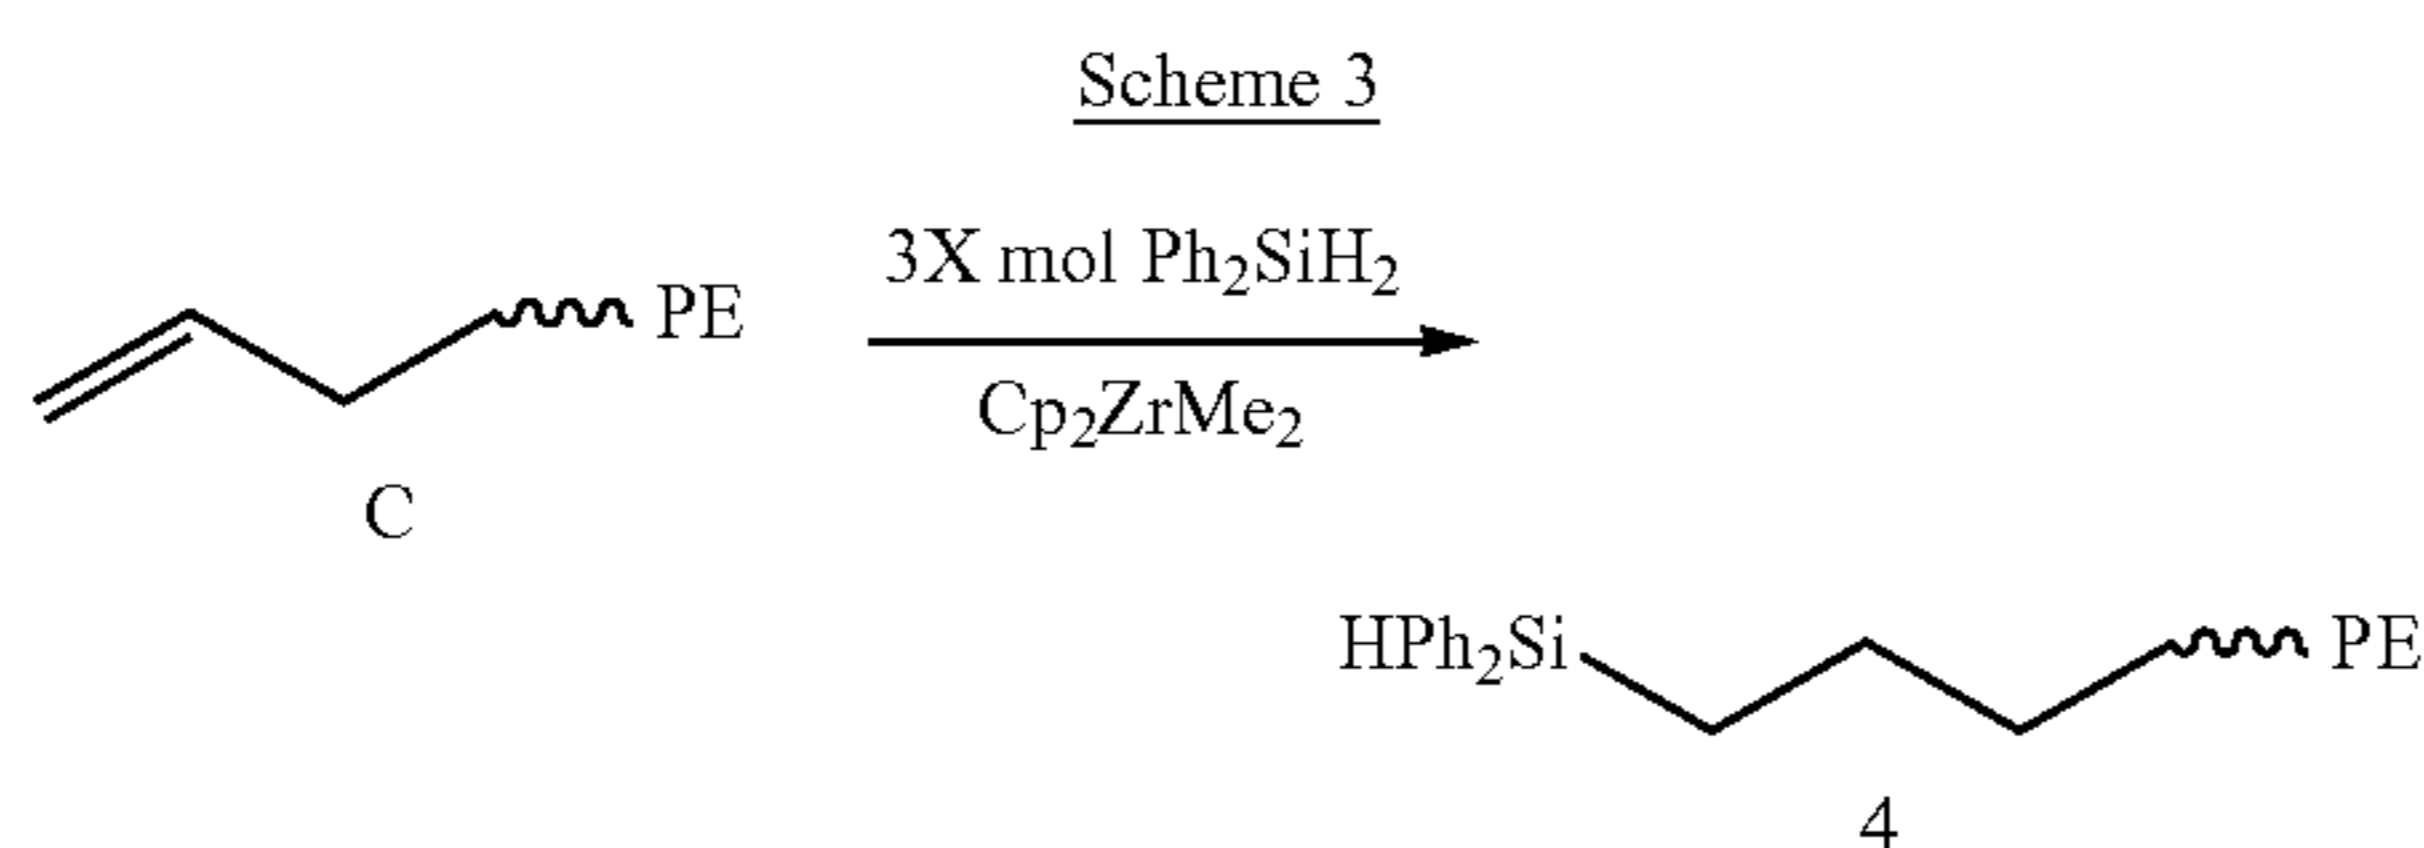 Scheme 3
3X mol Ph₂SiH₂
PE
Cp₂ZrMe₂
C
HPh₂Si
PE
4